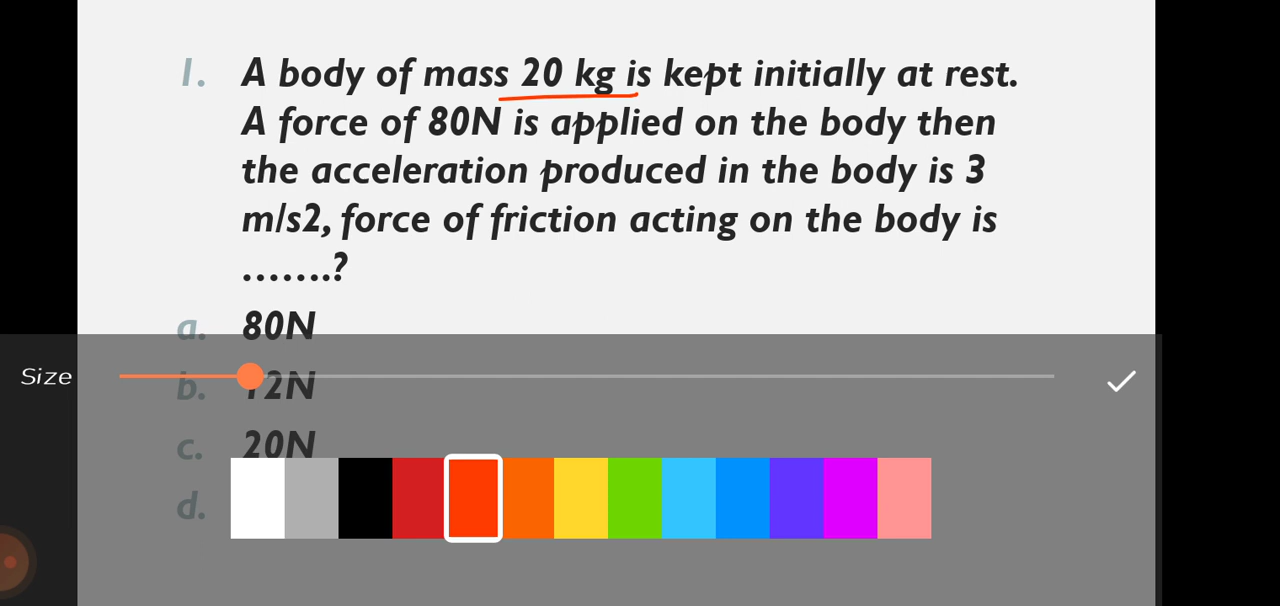 1. A body of mass 20 kg is kept initially at rest.
A force of 80N is applied on the body then
the acceleration produced in the body is 3
m/s2, force of friction acting on the body is
.......?
a. 80N
Size
b.
c. 20N
d.